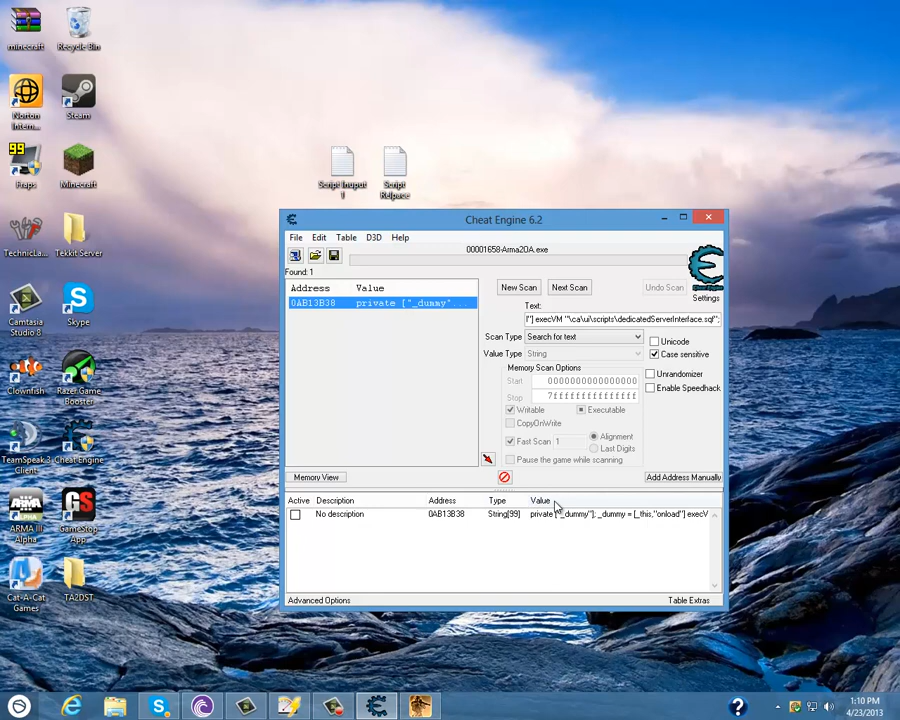 minecraft
Recycle Bin
Norton Intern...
Steam
99
Fraps
Minecraft
Script Inuput 1
Script Relpace
TechnicLa...
Tekkit Server
Camtasia Studio 8
Skype
Clownfish
Razer Game Booster
TeamSpeak 3 Client
Cheat Engine
ARMA III Alpha
GameStop App
Cat-A-Cat Games
TA2DST
Cheat Engine 6.2
File Edit Table D3D Help
00001658-Arma2OA.exe
Found: 1
Settings
Address Value
0AB13B38 private ["_dummy"...
New Scan Next Scan Undo Scan
Text:
l"] execVM '"\ca\ui\scripts\dedicatedServerInterface.sqf";
Scan Type Search for text
Value Type String
Unicode
Case sensitive
Memory Scan Options
Start 0000000000000000
Stop 7fffffffffffffff
Unrandomizer
Enable Speedhack
Writable Executable
CopyOnWrite
Fast Scan 1 Alignment
Last Digits
Pause the game while scanning
Memory View
Add Address Manually
Active Description Address Type Value
No description 0AB13B38 String[99] private ["_dummy"]; _dummy = [_this,"onload"] execV
Advanced Options Table Extras
1:10 PM
4/23/2013